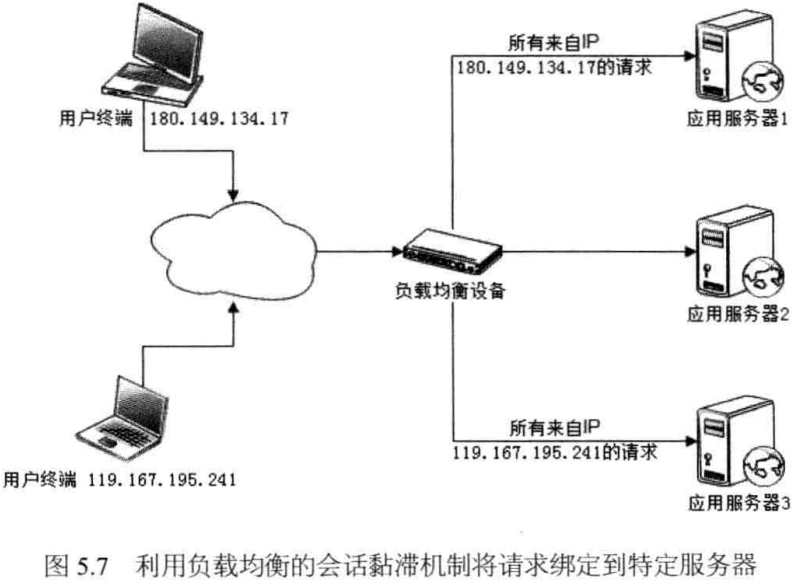 所有来自IP
180.149.134.17的请求
用户终端 180.149.134.17
应用服务器1
负载均衡设备
应用服务器2
所有来自IP
119.167.195.241的请求
用户终端 119.167.195.241
应用服务器3
图 5.7 利用负载均衡的会话黏滞机制将请求绑定到特定服务器